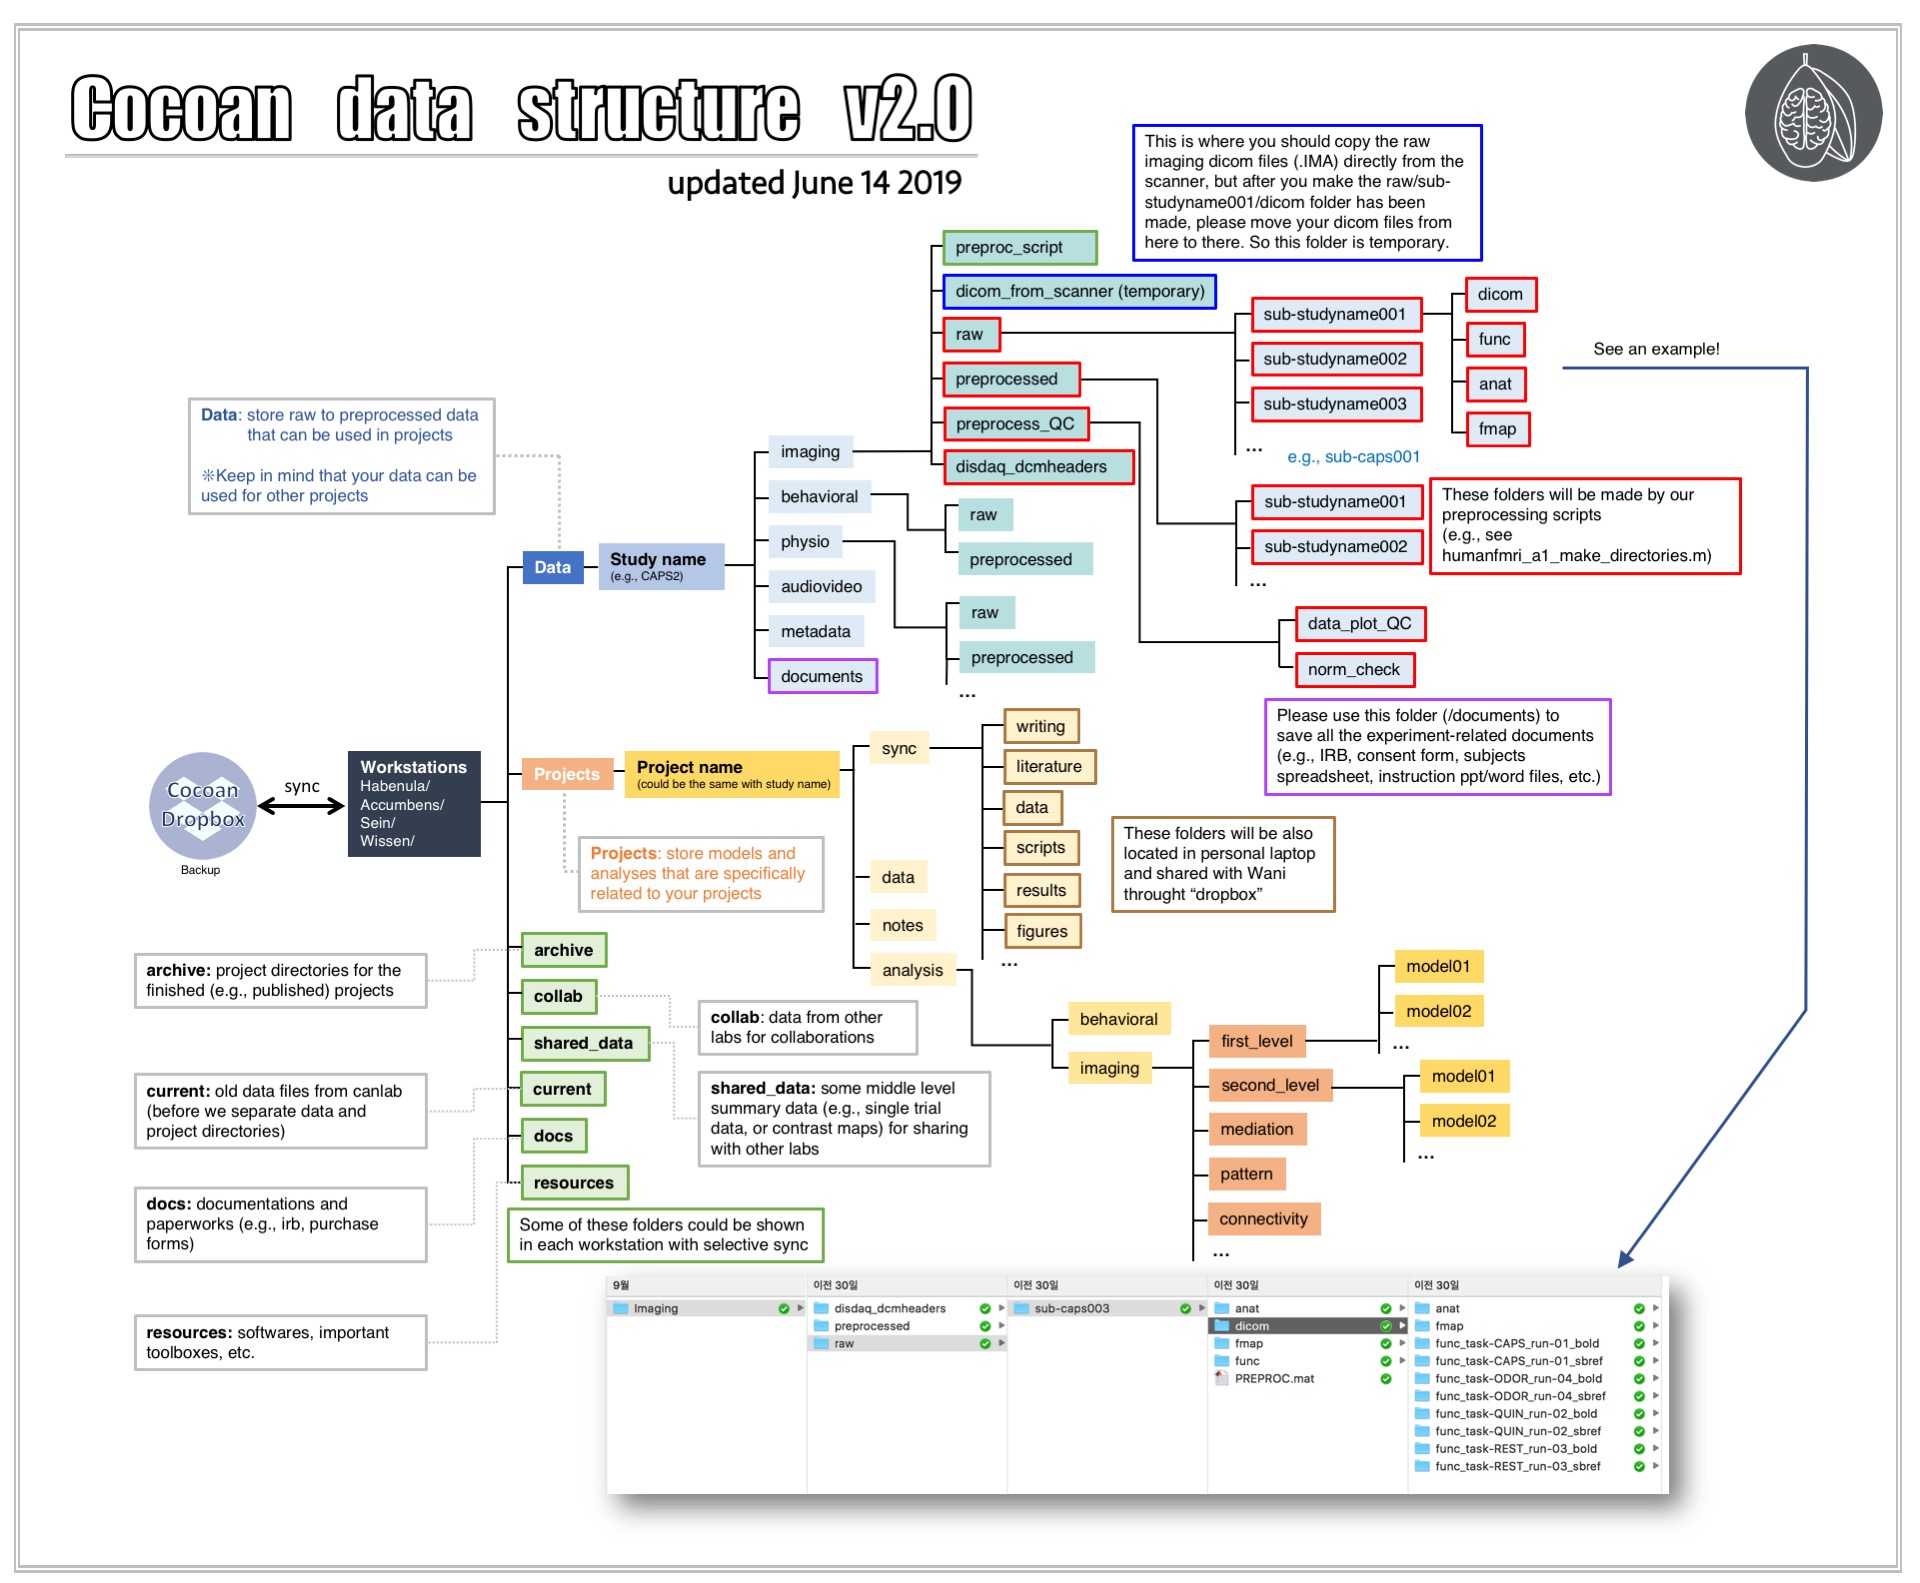 Cocoan data structure v2.0
updated June 14 2019
This is where you should copy the raw
imaging dicom files (.IMA) directly from the
scanner, but after you make the raw/sub-
studyname001/dicom folder has been
made, please move your dicom files from
here to there. So this folder is temporary.
preproc_script
dicom_from_scanner (temporary)
raw
preprocessed
preprocess_QC
disdaq_dcmheaders
sub-studyname001
sub-studyname002
sub-studyname003
...
e.g., sub-caps001
dicom
func
anat
fmap
See an example!
Data: store raw to preprocessed data
that can be used in projects
※Keep in mind that your data can be
used for other projects
imaging
behavioral
physio
audiovideo
metadata
documents
raw
preprocessed
raw
preprocessed
...
sub-studyname001
sub-studyname002
...
These folders will be made by our
preprocessing scripts
(e.g., see
humanfmri_a1_make_directories.m)
Data
Study name
(e.g., CAPS2)
data_plot_QC
norm_check
Please use this folder (/documents) to
save all the experiment-related documents
(e.g., IRB, consent form, subjects
spreadsheet, instruction ppt/word files, etc.)
Cocoan
Dropbox
Backup
sync
Workstations
Habenula/
Accumbens/
Sein/
Wissen/
Projects
Project name
(could be the same with study name)
Projects: store models and
analyses that are specifically
related to your projects
sync
data
notes
analysis
writing
literature
data
scripts
results
figures
...
These folders will be also
located in personal laptop
and shared with Wani
throught “dropbox”
archive
collab
shared_data
current
docs
resources
Some of these folders could be shown
in each workstation with selective sync
archive: project directories for the
finished (e.g., published) projects
collab: data from other
labs for collaborations
shared_data: some middle level
summary data (e.g., single trial
data, or contrast maps) for sharing
with other labs
current: old data files from canlab
(before we separate data and
project directories)
docs: documentations and
paperworks (e.g., irb, purchase
forms)
resources: softwares, important
toolboxes, etc.
behavioral
imaging
first_level
second_level
mediation
pattern
connectivity
...
model01
model02
...
model01
model02
...
9월
Imaging
이전 30일
disdaq_dcmheaders
preprocessed
raw
이전 30일
sub-caps003
이전 30일
anat
dicom
fmap
func
PREPROC.mat
이전 30일
anat
fmap
func_task-CAPS_run-01_bold
func_task-CAPS_run-01_sbref
func_task-ODOR_run-04_bold
func_task-ODOR_run-04_sbref
func_task-QUIN_run-02_bold
func_task-QUIN_run-02_sbref
func_task-REST_run-03_bold
func_task-REST_run-03_sbref